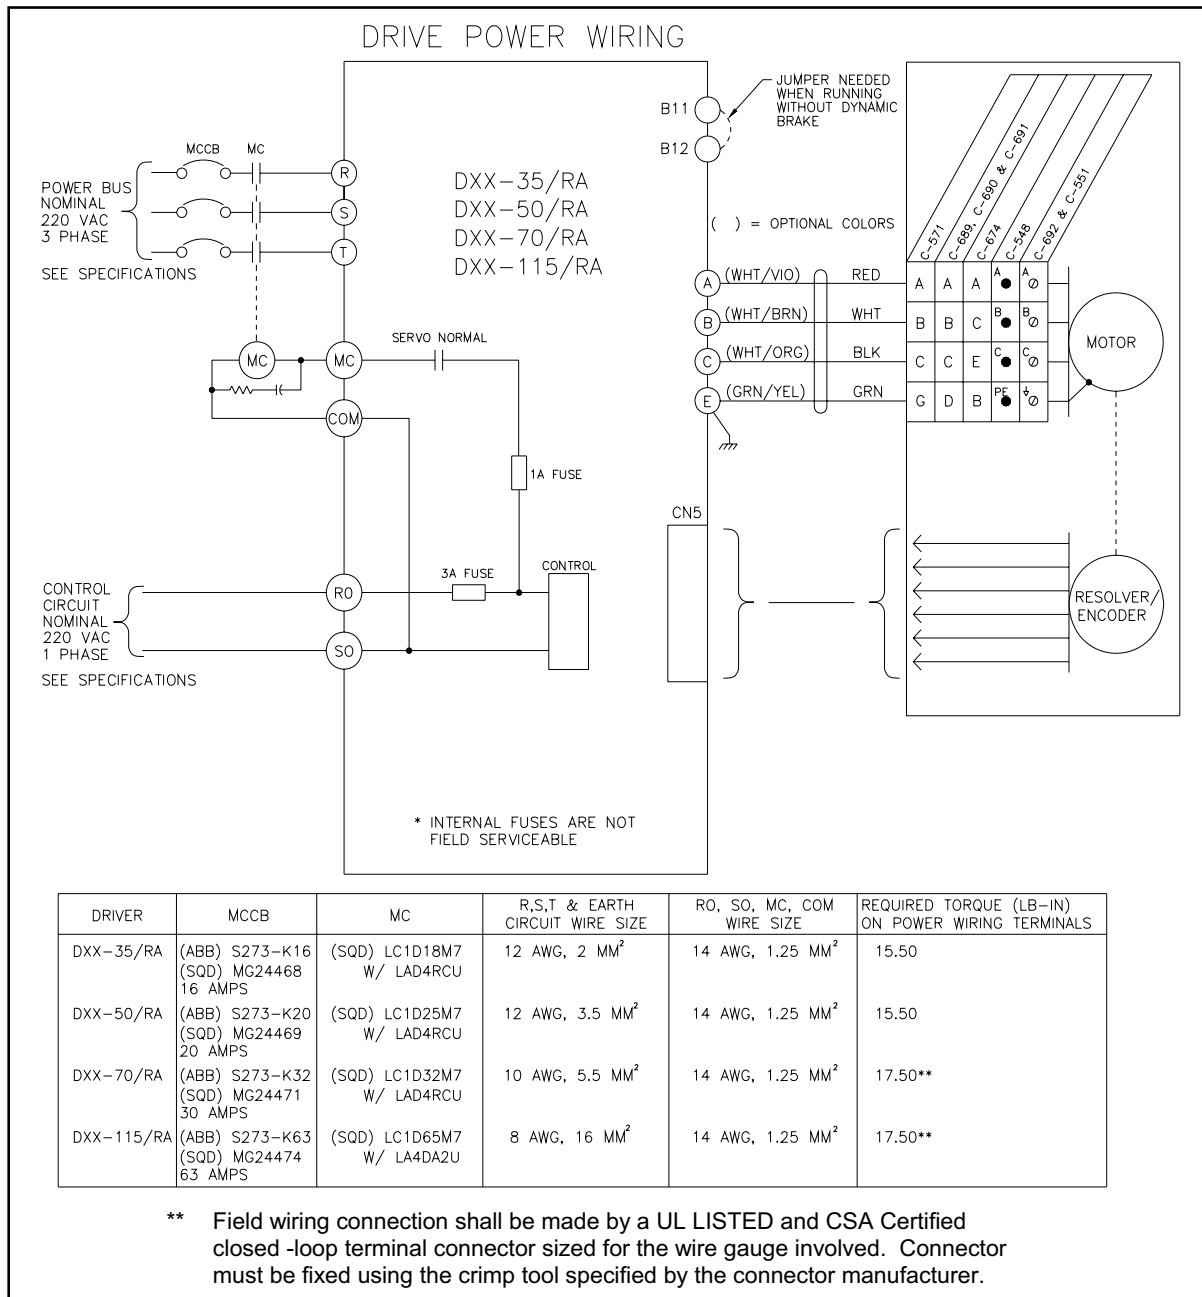 DRIVE POWER WIRING
JUMPER NEEDED
WHEN RUNNING
WITHOUT DYNAMIC
BRAKE
B11
B12
MCCB MC
POWER BUS
NOMINAL
220 VAC
3 PHASE
SEE SPECIFICATIONS
R
S
T
DXX-35/RA
DXX-50/RA
DXX-70/RA
DXX-115/RA
( ) = OPTIONAL COLORS
C-571
C-689, C-690 & C-691
C-674
C-548
C-692 & C-551
A (WHT/VIO) RED A A A A A
B (WHT/BRN) WHT B B C B B
C (WHT/ORG) BLK C C E C C
E (GRN/YEL) GRN G D B PE
MOTOR
SERVO NORMAL
MC MC
COM
1A FUSE
CN5
CONTROL
CIRCUIT
NOMINAL
220 VAC
1 PHASE
SEE SPECIFICATIONS
R0
S0
3A FUSE
CONTROL
RESOLVER/
ENCODER
* INTERNAL FUSES ARE NOT
FIELD SERVICEABLE
DRIVER MCCB MC R,S,T & EARTH CIRCUIT WIRE SIZE RO, SO, MC, COM WIRE SIZE REQUIRED TORQUE (LB-IN) ON POWER WIRING TERMINALS
DXX-35/RA (ABB) S273-K16 (SQD) LC1D18M7 12 AWG, 2 MM² 14 AWG, 1.25 MM² 15.50
(SQD) MG24468 W/ LAD4RCU
16 AMPS
DXX-50/RA (ABB) S273-K20 (SQD) LC1D25M7 12 AWG, 3.5 MM² 14 AWG, 1.25 MM² 15.50
(SQD) MG24469 W/ LAD4RCU
20 AMPS
DXX-70/RA (ABB) S273-K32 (SQD) LC1D32M7 10 AWG, 5.5 MM² 14 AWG, 1.25 MM² 17.50**
(SQD) MG24471 W/ LAD4RCU
30 AMPS
DXX-115/RA (ABB) S273-K63 (SQD) LC1D65M7 8 AWG, 16 MM² 14 AWG, 1.25 MM² 17.50**
(SQD) MG24474 W/ LA4DA2U
63 AMPS
** Field wiring connection shall be made by a UL LISTED and CSA Certified
closed -loop terminal connector sized for the wire gauge involved. Connector
must be fixed using the crimp tool specified by the connector manufacturer.